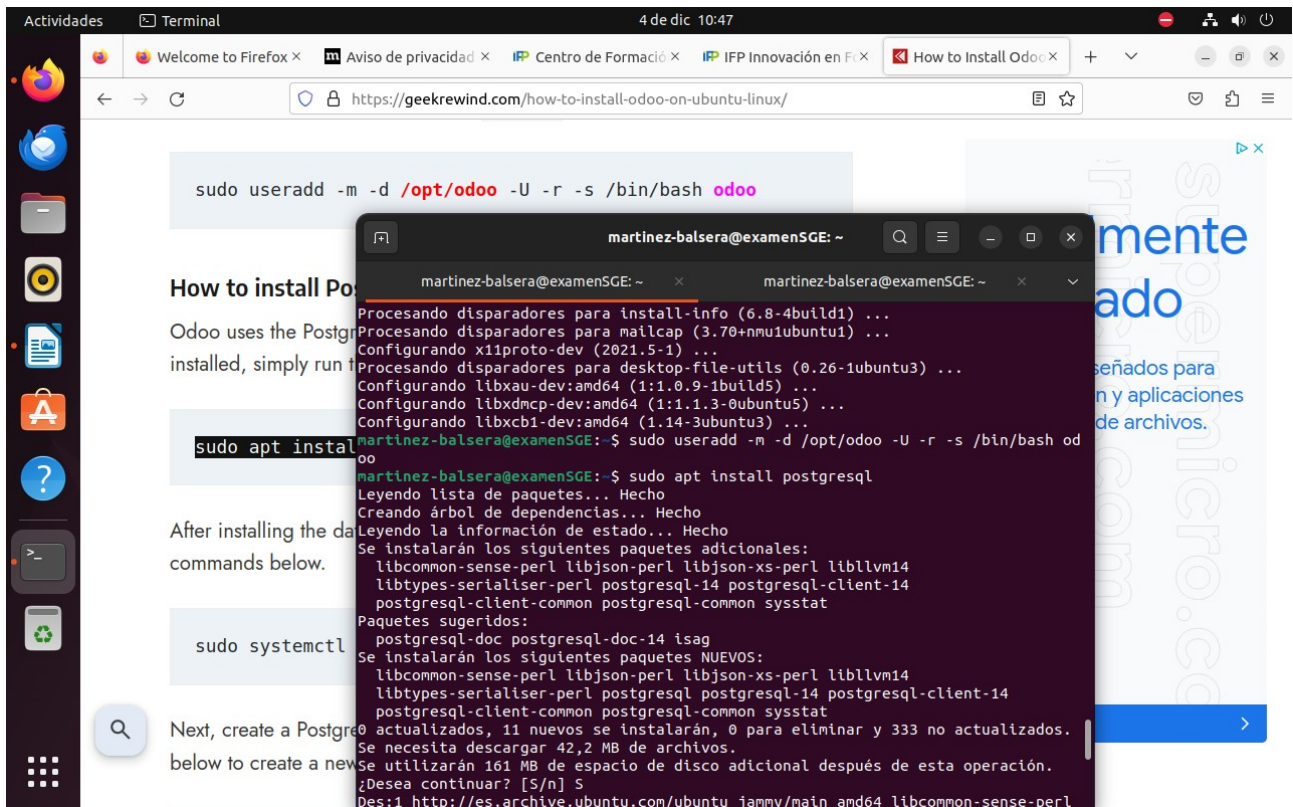 Actividades Terminal 4 de dic 10:47
Welcome to Firefox × Aviso de privacidad × iFP Centro de Formació × iFP IFP Innovación en Fo × How to Install Odoo ×
https://geekrewind.com/how-to-install-odoo-on-ubuntu-linux/
sudo useradd -m -d /opt/odoo -U -r -s /bin/bash odoo
How to install Po
Odoo uses the Postgr
installed, simply run t
sudo apt instal
After installing the da
commands below.
sudo systemctl
Next, create a Postgre
below to create a new
martinez-balsera@examenSGE: ~
martinez-balsera@examenSGE: ~ × martinez-balsera@examenSGE: ~ ×
Procesando disparadores para install-info (6.8-4build1) ...
Procesando disparadores para mailcap (3.70+nmu1ubuntu1) ...
Configurando x11proto-dev (2021.5-1) ...
Procesando disparadores para desktop-file-utils (0.26-1ubuntu3) ...
Configurando libxau-dev:amd64 (1:1.0.9-1build5) ...
Configurando libxdmcp-dev:amd64 (1:1.1.3-0ubuntu5) ...
Configurando libxcb1-dev:amd64 (1.14-3ubuntu3) ...
martinez-balsera@examenSGE:~$ sudo useradd -m -d /opt/odoo -U -r -s /bin/bash od
oo
martinez-balsera@examenSGE:~$ sudo apt install postgresql
Leyendo lista de paquetes... Hecho
Creando árbol de dependencias... Hecho
Leyendo la información de estado... Hecho
Se instalarán los siguientes paquetes adicionales:
libcommon-sense-perl libjson-perl libjson-xs-perl libllvm14
libtypes-serialiser-perl postgresql-14 postgresql-client-14
postgresql-client-common postgresql-common sysstat
Paquetes sugeridos:
postgresql-doc postgresql-doc-14 isag
Se instalarán los siguientes paquetes NUEVOS:
libcommon-sense-perl libjson-perl libjson-xs-perl libllvm14
libtypes-serialiser-perl postgresql postgresql-14 postgresql-client-14
postgresql-client-common postgresql-common sysstat
0 actualizados, 11 nuevos se instalarán, 0 para eliminar y 333 no actualizados.
Se necesita descargar 42,2 MB de archivos.
Se utilizarán 161 MB de espacio de disco adicional después de esta operación.
¿Desea continuar? [S/n] S
Des:1 http://es.archive.ubuntu.com/ubuntu jammy/main amd64 libcommon-sense-perl
mente
ado
señados para
n y aplicaciones
de archivos.
supermicro.co